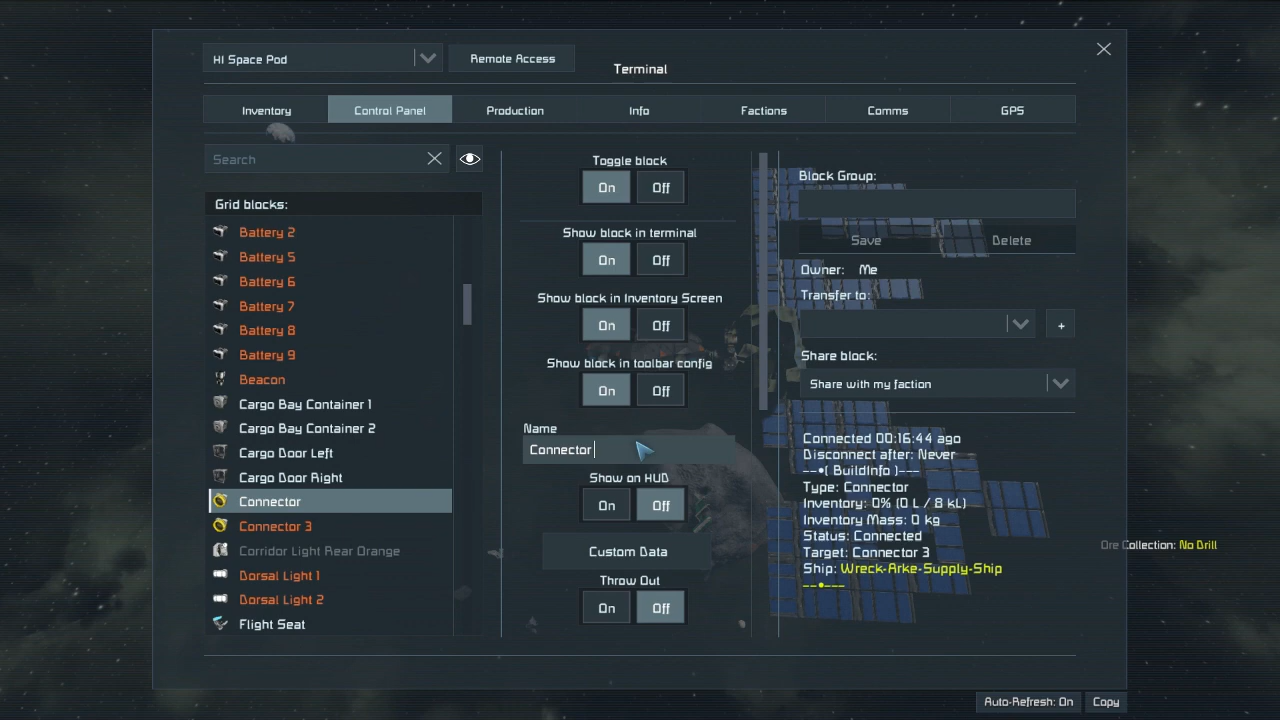 HI Space Pod
Remote Access
Terminal
Inventory
Control Panel
Production
Info
Factions
Comms
GPS
Search
Grid blocks:
Battery 2
Battery 5
Battery 6
Battery 7
Battery 8
Battery 9
Beacon
Cargo Bay Container 1
Cargo Bay Container 2
Cargo Door Left
Cargo Door Right
Connector
Connector 3
Corridor Light Rear Orange
Dorsal Light 1
Dorsal Light 2
Flight Seat
Toggle block
On Off
Show block in terminal
On Off
Show block in Inventory Screen
On Off
Show block in toolbar config
On Off
Name
Connector
Show on HUD
On Off
Custom Data
Throw Out
On Off
Block Group:
Save
Delete
Owner: Me
Transfer to:
+
Share block:
Share with my faction
Connected 00:16:44 ago
Disconnect after: Never
--•( BuildInfo )---
Type: Connector
Inventory: 0% (0 L / 8 kL)
Inventory Mass: 0 kg
Status: Connected
Target: Connector 3
Ship: Wreck-Arke-Supply-Ship
--•---
Ore Collection: No Drill
Auto-Refresh: On
Copy